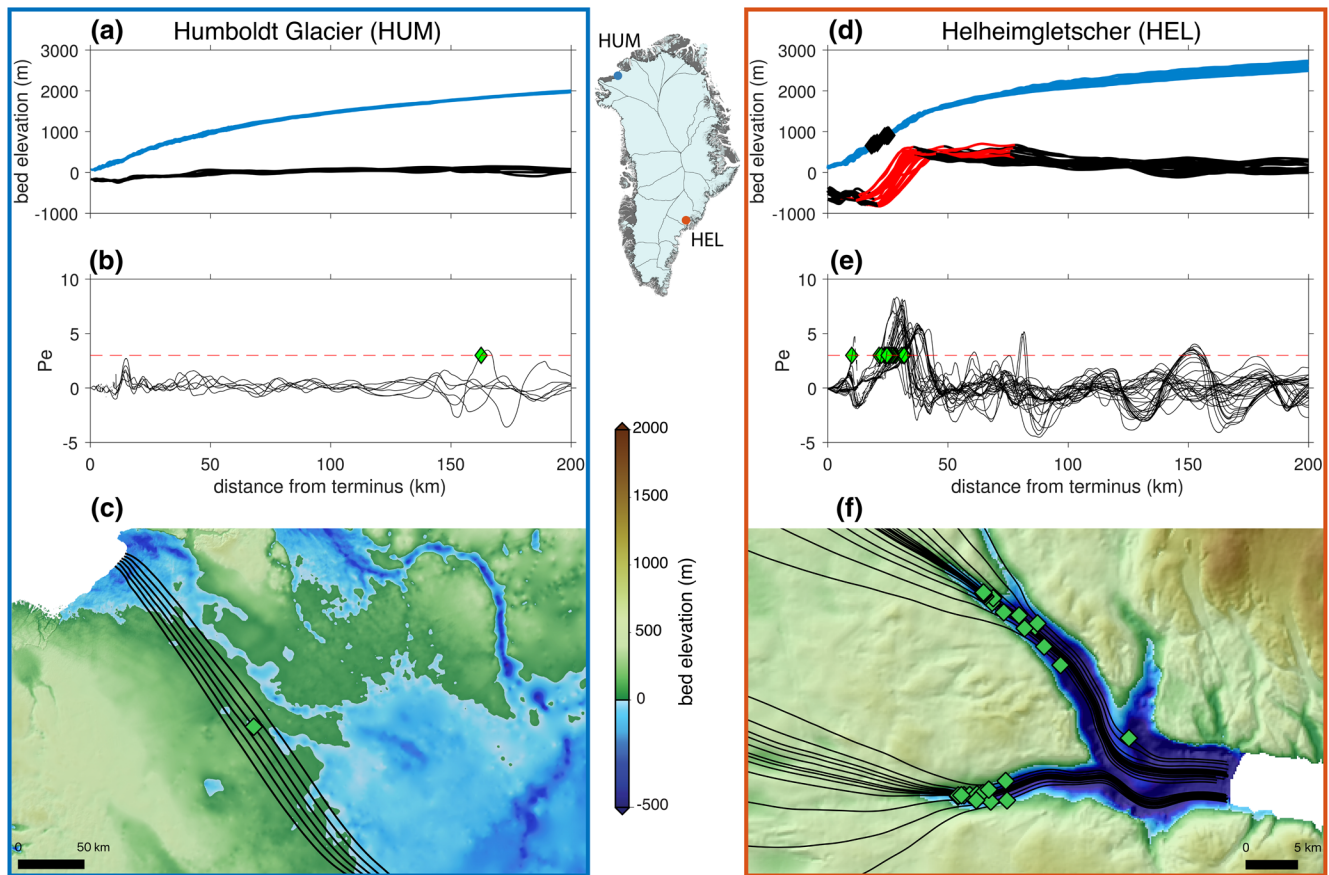 (a)
Humboldt Glacier (HUM)
3000
2000
1000
0
-1000
bed elevation (m)
(b)
10
5
0
-5
Pe
0
50
100
150
200
distance from terminus (km)
(c)
0
50 km
HUM
HEL
2000
1500
1000
500
0
-500
bed elevation (m)
(d)
Helheimgletscher (HEL)
3000
2000
1000
0
-1000
bed elevation (m)
(e)
10
5
0
-5
Pe
0
50
100
150
200
distance from terminus (km)
(f)
0
5 km